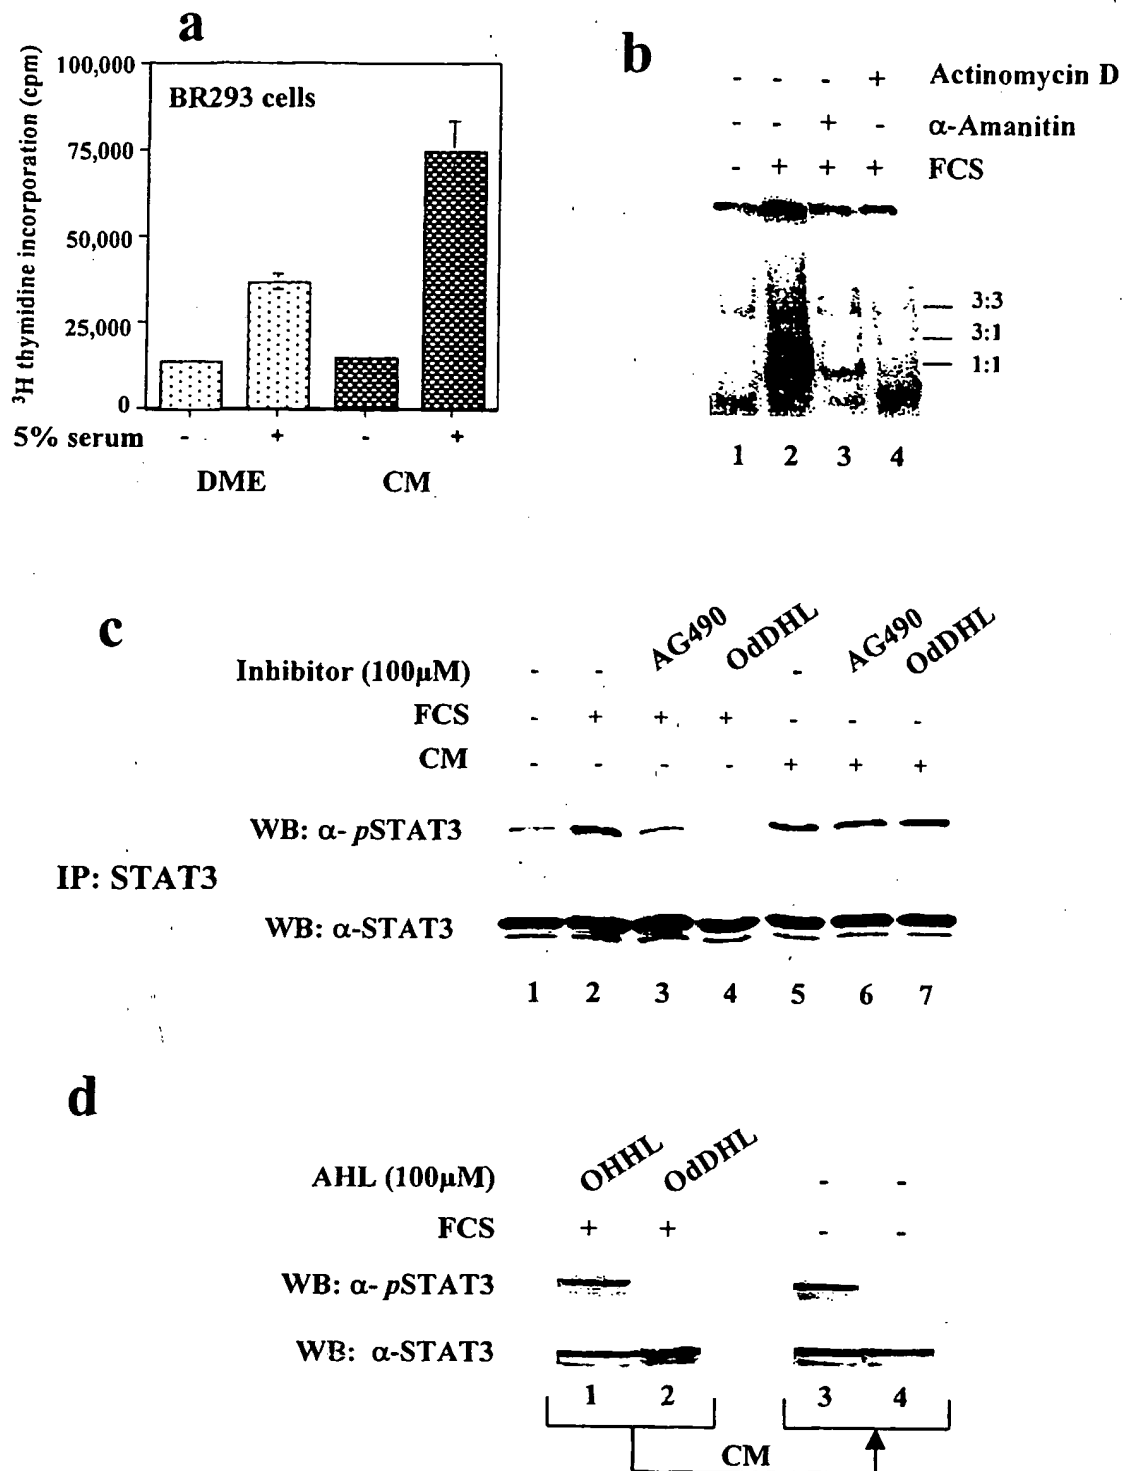 a
³H thymidine incorporation (cpm)
100,000
75,000
50,000
25,000
0
BR293 cells
5% serum - + - +
DME CM
b
- - - + Actinomycin D
- - + - α-Amanitin
- + + + FCS
3:3
3:1
1:1
1 2 3 4
c
Inhibitor (100µM) - - AG490 OdDHL - AG490 OdDHL
FCS - + + + - - -
CM - - - - + + +
WB: α- pSTAT3
IP: STAT3
WB: α-STAT3
1 2 3 4 5 6 7
d
AHL (100µM) OHHL OdDHL - -
FCS + + - -
WB: α- pSTAT3
WB: α-STAT3
1 2 3 4
CM